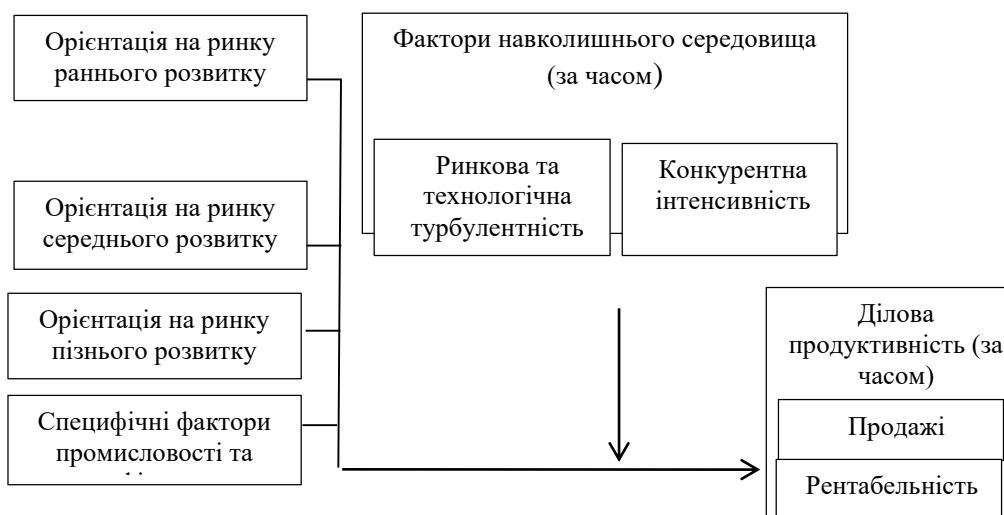 Орієнтація на ринку
раннього розвитку
Фактори навколишнього середовища
(за часом)
Ринкова та
технологічна
турбулентність
Конкурентна
інтенсивність
Орієнтація на ринку
середнього розвитку
Орієнтація на ринку
пізнього розвитку
Специфічні фактори
промисловості та
Ділова
продуктивність (за
часом)
Продажі
Рентабельність